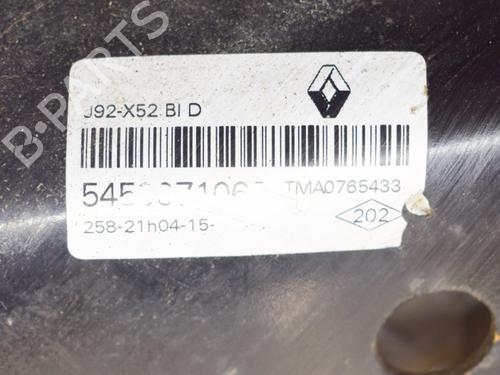 B-PARTS
J92-X52 BI D
TMA0765433
258-21h04-15-
202